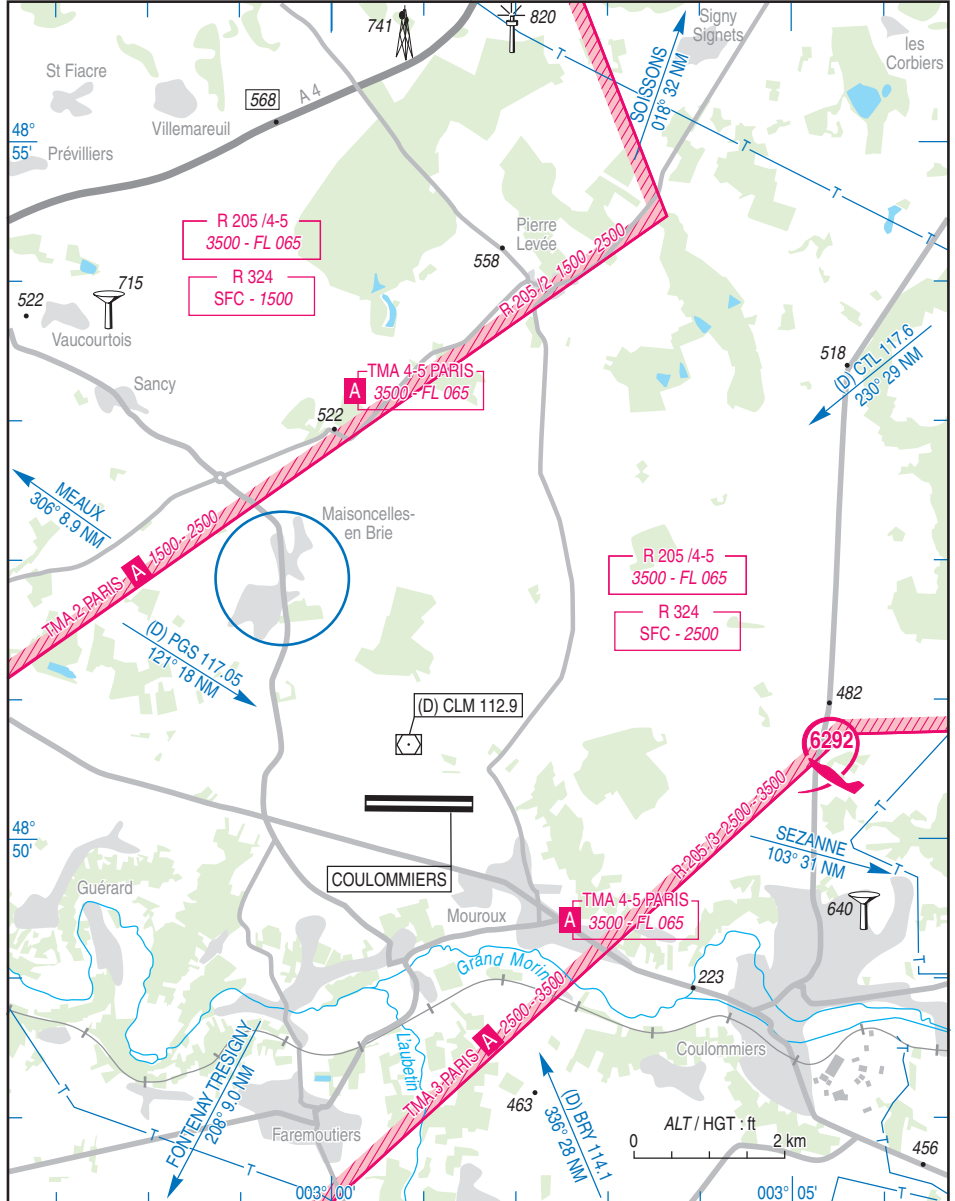 741
820
Signy
Signets
les
Corbiers
St Fiacre
568
A 4
Villemareuil
SOISSONS
018° 32 NM
T
T
T
T
48°
55'
Prévilliers
R 205 /4-5
3500 - FL 065
R 324
SFC - 1500
Pierre
Levée
558
R 205 /2 - 1500 - 2500
522
715
Vaucourtois
Sancy
TMA 4-5 PARIS
A
3500 - FL 065
522
518
(D) CTL 117.6
230° 29 NM
MEAUX
306° 8.9 NM
Maisoncelles-
en Brie
TMA 2 PARIS A 1500 - 2500
R 205 /4-5
3500 - FL 065
R 324
SFC - 2500
(D) PGS 117.05
121° 18 NM
(D) CLM 112.9
482
6292
T
R 205 /3 - 2500 - 3500
SEZANNE
103° 31 NM
T
48°
50'
COULOMMIERS
Guérard
Mouroux
TMA 4-5 PARIS
A
3500 - FL 065
640
T
Grand Morin
223
L'aubetin
Coulommiers
TMA 3 PARIS A 2500 - 3500
FONTENAY TRESIGNY
208° 9.0 NM
T
T
T
463
(D) BRY 114.1
336° 28 NM
Faremoutiers
ALT / HGT : ft
0
2 km
456
T
T
003° 00'
003° 05'